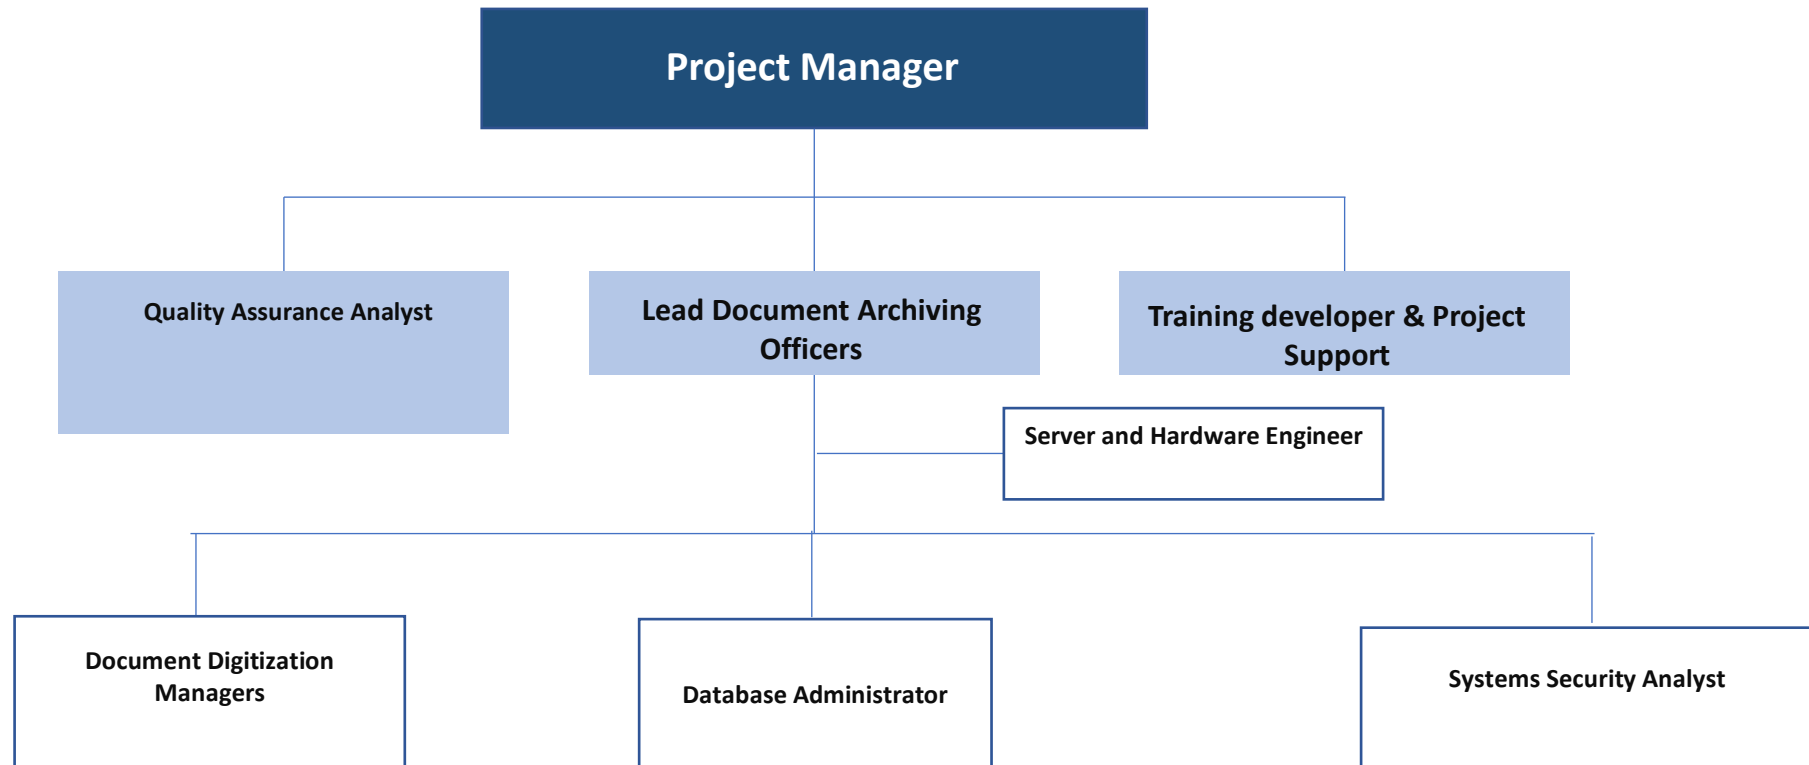 Project Manager
Quality Assurance Analyst
Lead Document Archiving
Officers
Training developer & Project
Support
Server and Hardware Engineer
Document Digitization
Managers
Database Administrator
Systems Security Analyst